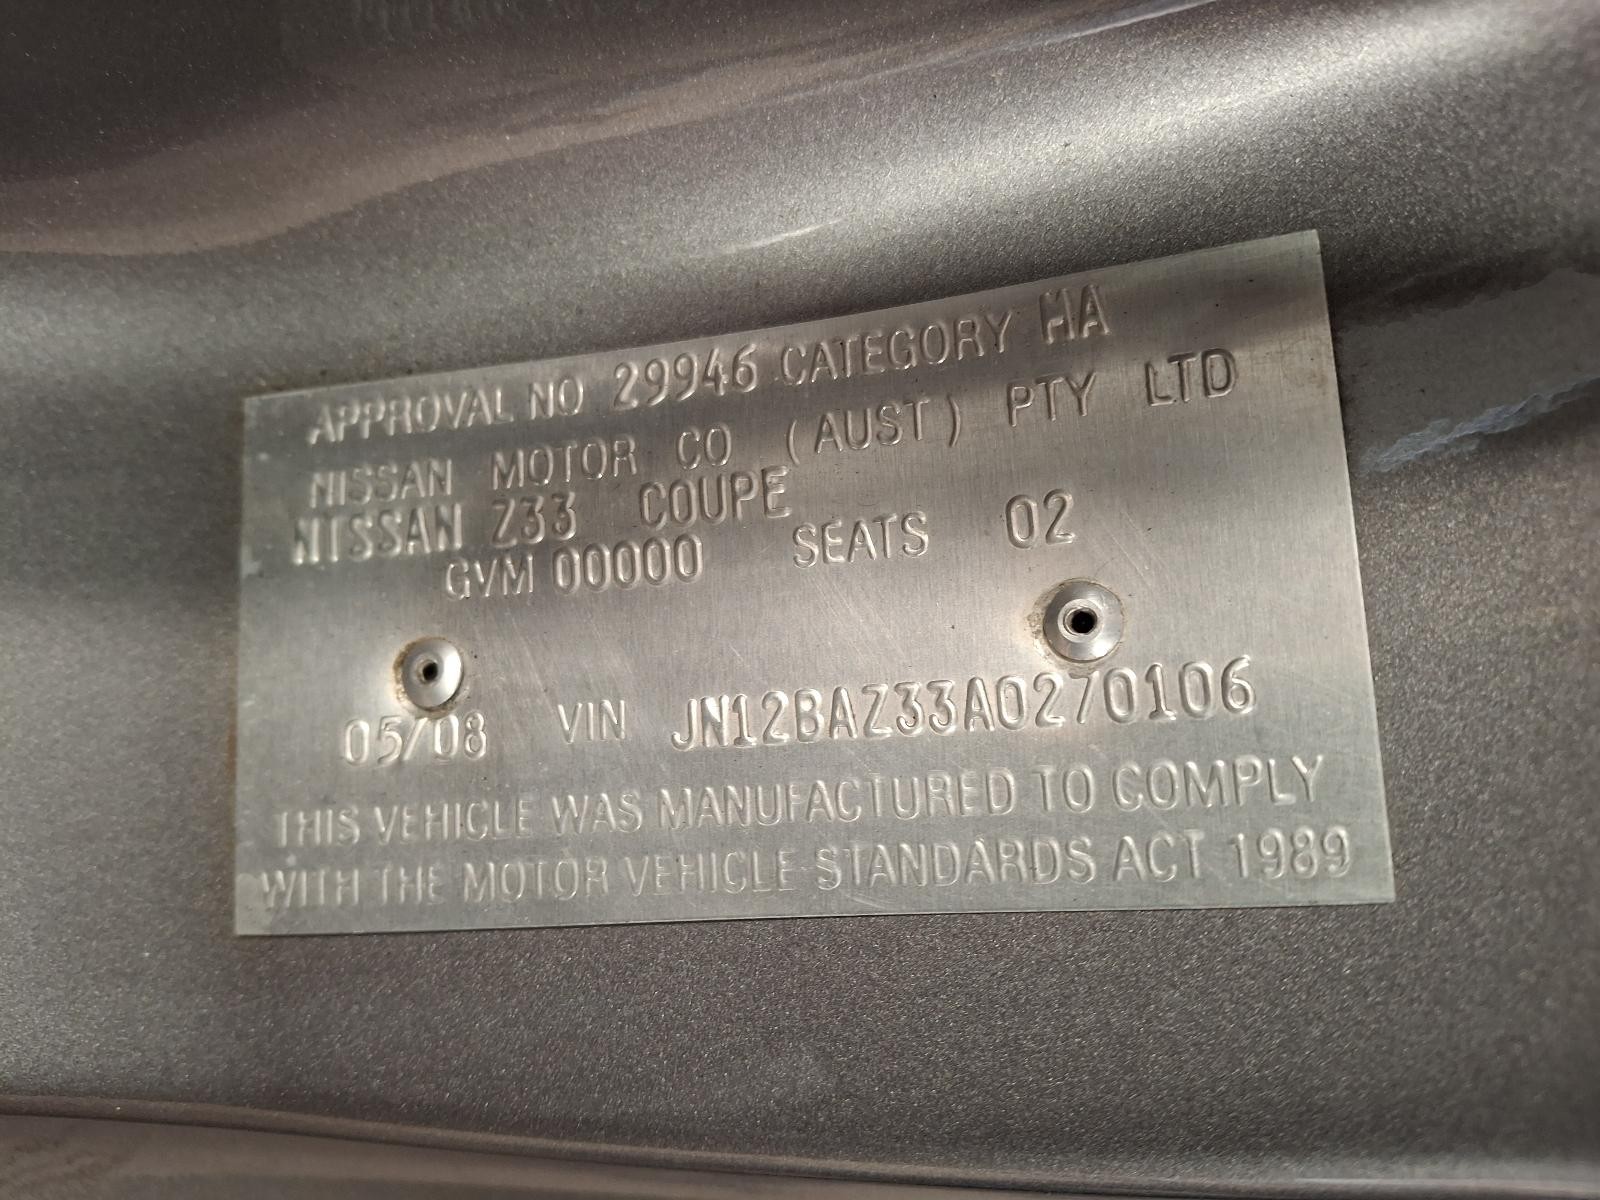 APPROVAL NO 29946 CATEGORY MA
NISSAN MOTOR CO (AUST) PTY LTD
NISSAN Z33 COUPE
GVM 00000 SEATS 02
05/08 VIN JN12BAZ33A0270106
THIS VEHICLE WAS MANUFACTURED TO COMPLY
WITH THE MOTOR VEHICLE STANDARDS ACT 1989